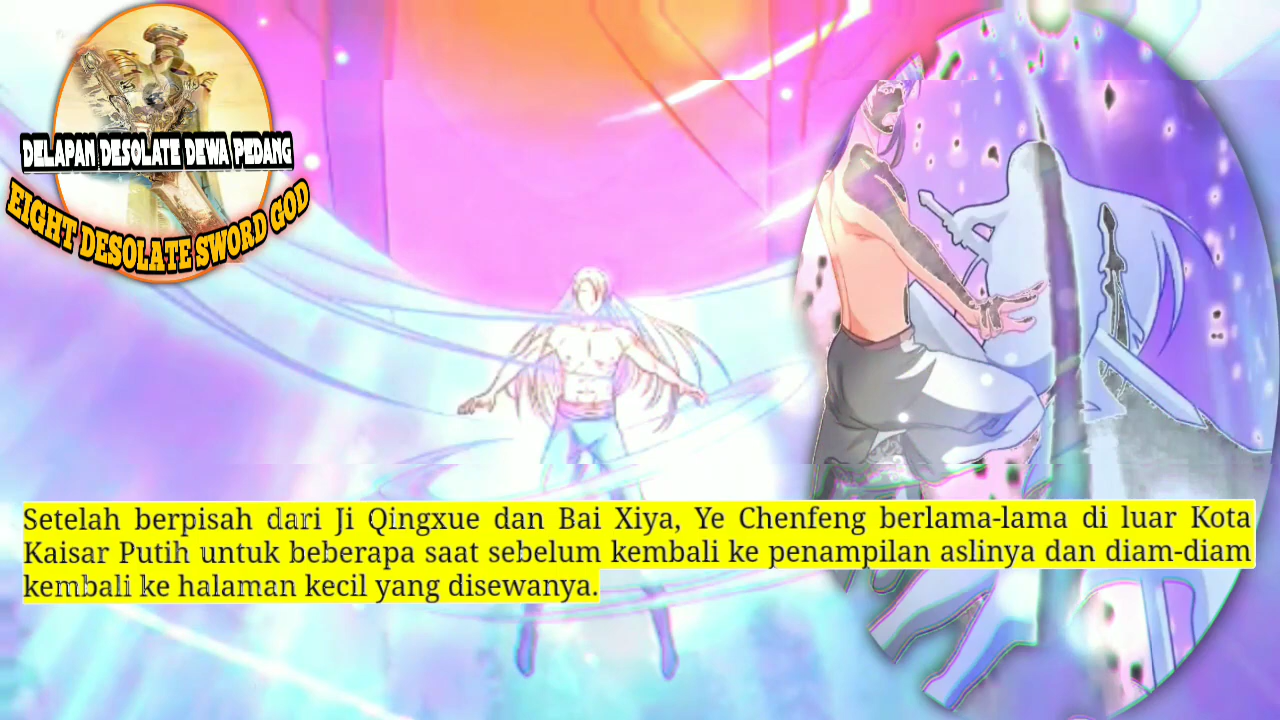 DELAPAN DESOLATE DEWA PEDANG
EIGHT DESOLATE SWORD GOD
Setelah berpisah dari Ji Qingxue dan Bai Xiya, Ye Chenfeng berlama-lama di luar Kota
Kaisar Putih untuk beberapa saat sebelum kembali ke penampilan aslinya dan diam-diam
kembali ke halaman kecil yang disewanya.